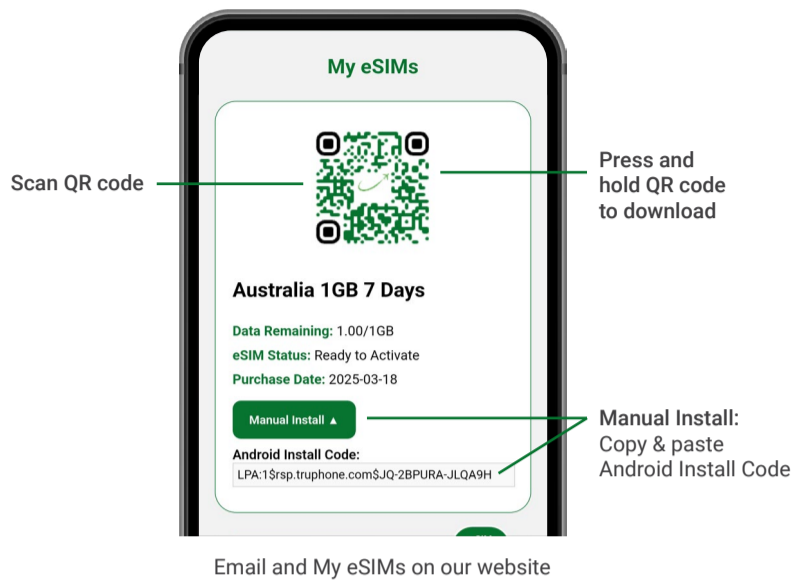 My eSIMs
Scan QR code
Press and
hold QR code
to download
Australia 1GB 7 Days
Data Remaining: 1.00/1GB
eSIM Status: Ready to Activate
Purchase Date: 2025-03-18
Manual Install ▲
Manual Install:
Copy & paste
Android Install Code
Android Install Code:
LPA:1$rsp.truphone.com$JQ-2BPURA-JLQA9H
Email and My eSIMs on our website